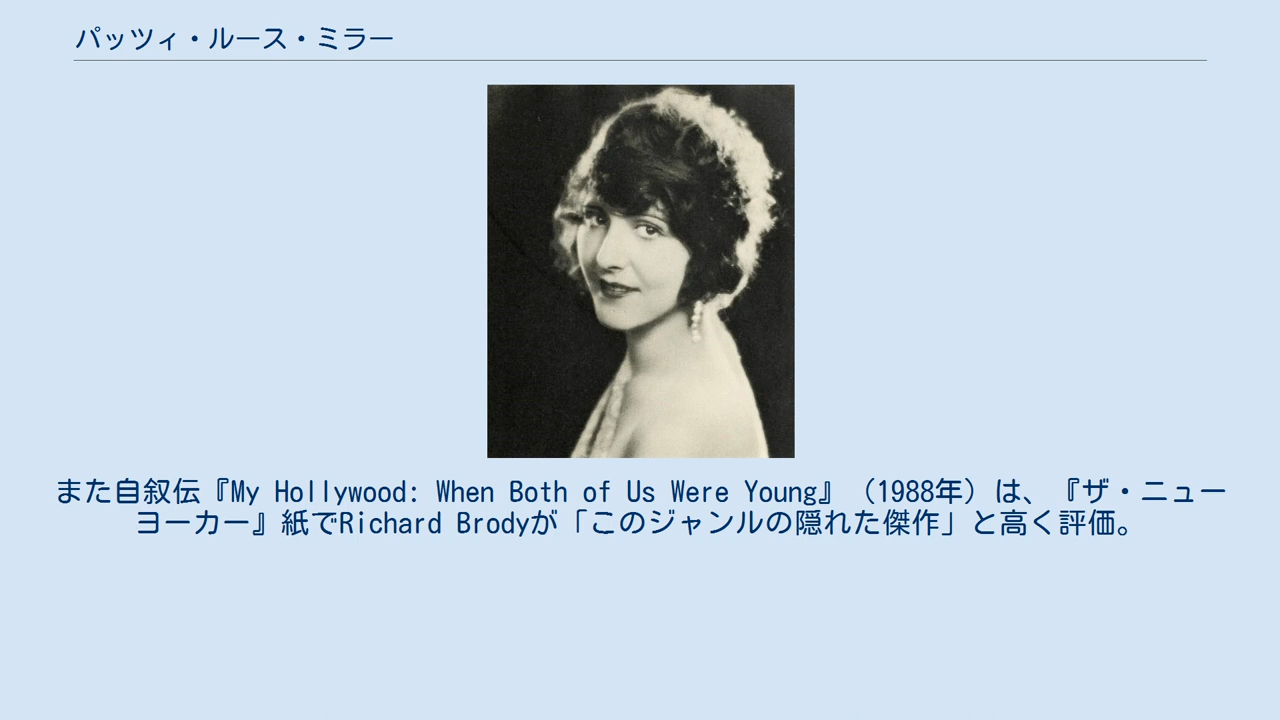 パッツィ・ルース・ミラー
また自叙伝『My Hollywood: When Both of Us Were Young』（1988年）は、『ザ・ニュー
ヨーカー』紙でRichard Brodyが「このジャンルの隠れた傑作」と高く評価。